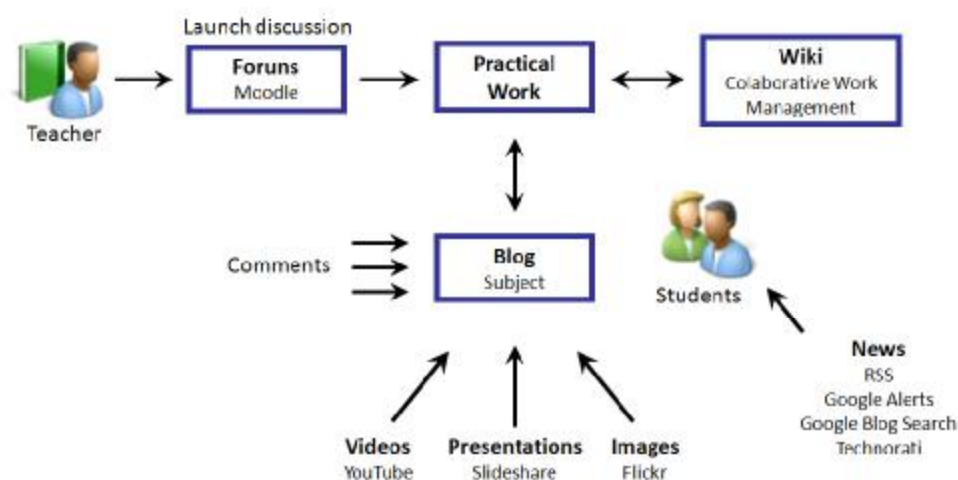 Launch discussion
Foruns
Moodle
Teacher
Practical
Work
Wiki
Colaborative Work
Management
Comments
Blog
Subject
Students
News
RSS
Google Alerts
Google Blog Search
Technorati
Videos
YouTube
Presentations
Slideshare
Images
Flickr